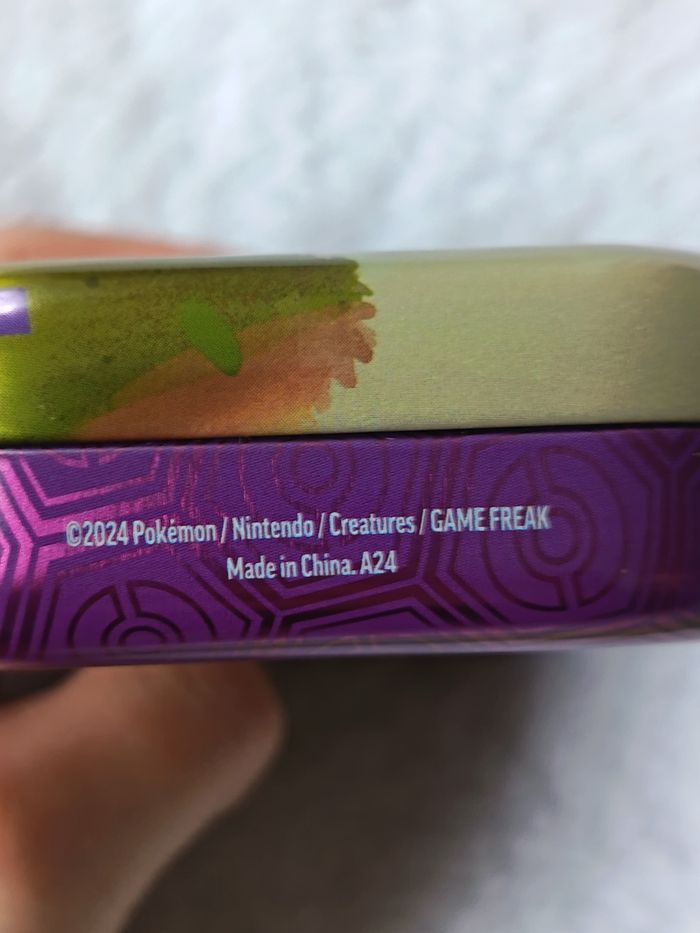 ©2024 Pokémon / Nintendo / Creatures / GAME FREAK
Made in China. A24